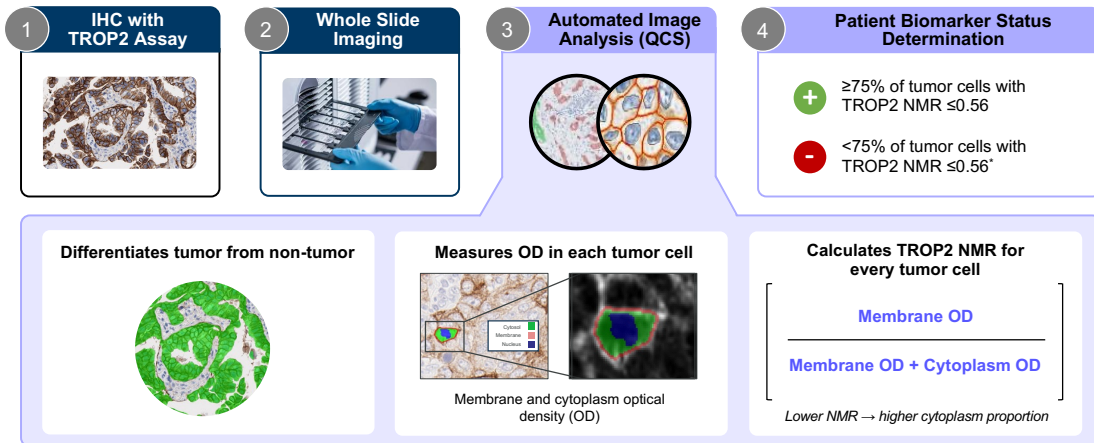 1
IHC with
TROP2 Assay
2
Whole Slide
Imaging
3
Automated Image
Analysis (QCS)
4
Patient Biomarker Status
Determination
+
≥75% of tumor cells with
TROP2 NMR ≤0.56
-
<75% of tumor cells with
TROP2 NMR ≤0.56*
Differentiates tumor from non-tumor
Measures OD in each tumor cell
Cytosol
Membrane
Nucleus
Membrane and cytoplasm optical
density (OD)
Calculates TROP2 NMR for
every tumor cell
Membrane OD
Membrane OD + Cytoplasm OD
Lower NMR → higher cytoplasm proportion